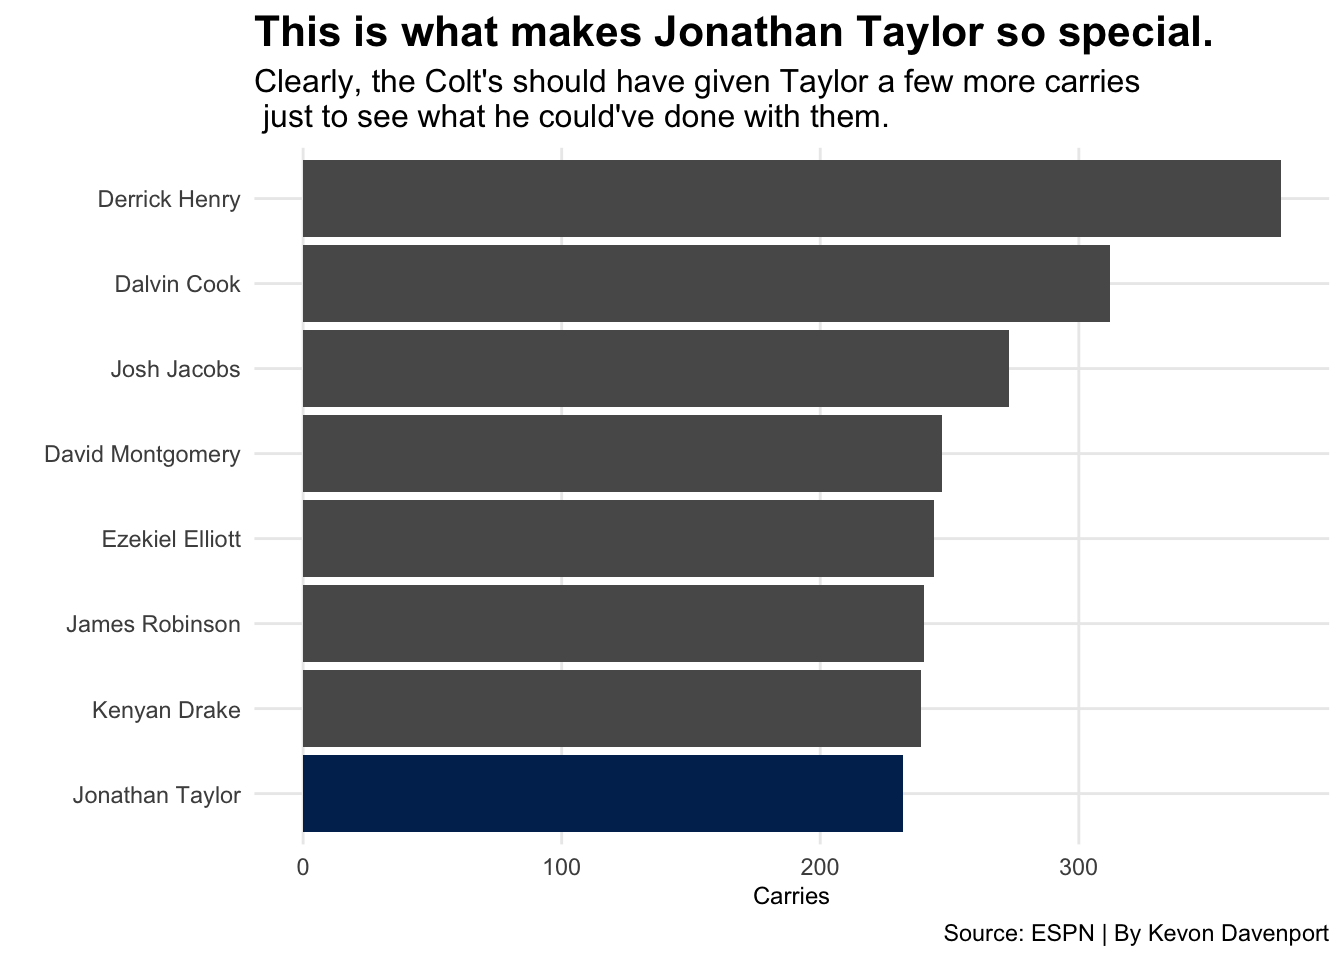 This is what makes Jonathan Taylor so special.
Clearly, the Colt's should have given Taylor a few more carries
just to see what he could've done with them.
Derrick Henry
Dalvin Cook
Josh Jacobs
David Montgomery
Ezekiel Elliott
James Robinson
Kenyan Drake
Jonathan Taylor
0 100 200 300
Carries
Source: ESPN | By Kevon Davenport